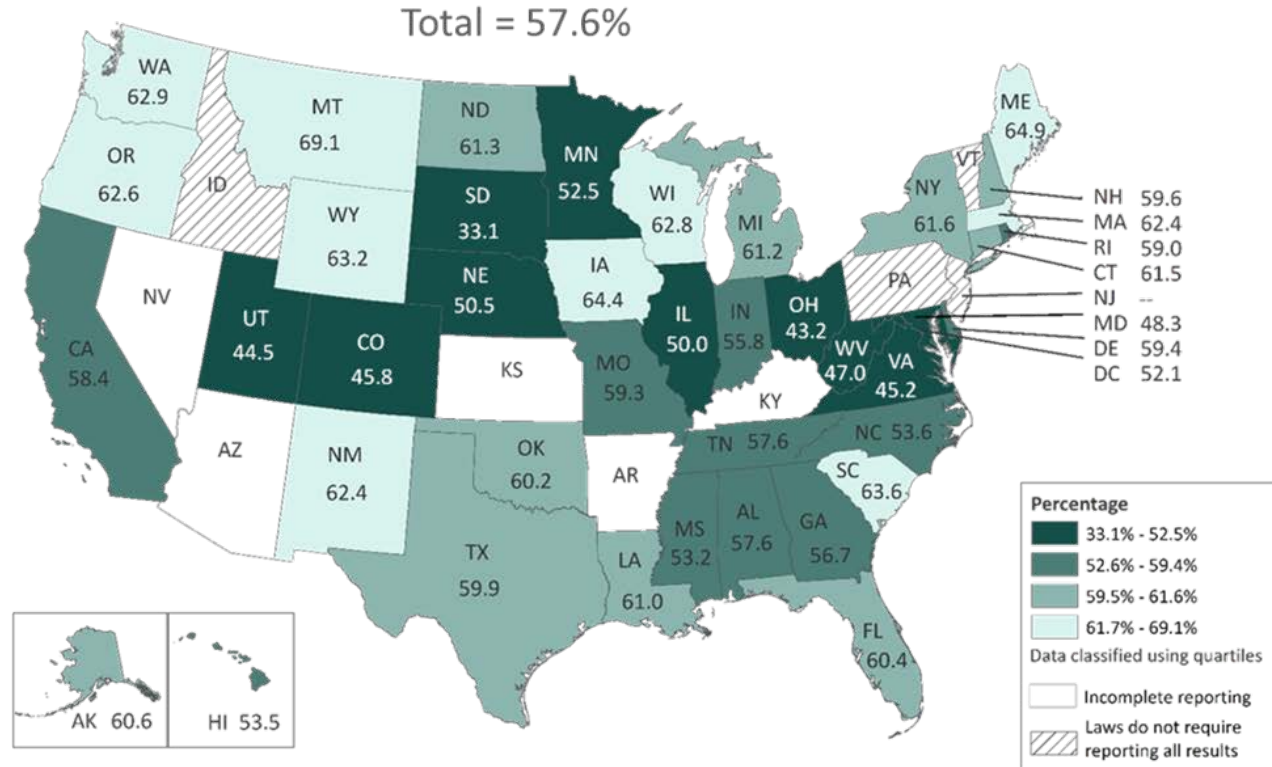 Total = 57.6%
WA
62.9
OR
62.6
CA
58.4
NV
ID
MT
69.1
WY
63.2
UT
44.5
CO
45.8
AZ
NM
62.4
ND
61.3
SD
33.1
NE
50.5
KS
OK
60.2
TX
59.9
MN
52.5
IA
64.4
MO
59.3
AR
LA
61.0
WI
62.8
IL
50.0
MI
61.2
IN
55.8
OH
43.2
KY
WV
47.0
VA
45.2
TN 57.6
NC 53.6
MS
53.2
AL
57.6
GA
56.7
SC
63.6
FL
60.4
PA
NY
61.6
VT
ME
64.9
NH 59.6
MA 62.4
RI 59.0
CT 61.5
NJ --
MD 48.3
DE 59.4
DC 52.1
AK 60.6
HI 53.5
Percentage
33.1% - 52.5%
52.6% - 59.4%
59.5% - 61.6%
61.7% - 69.1%
Data classified using quartiles
Incomplete reporting
Laws do not require
reporting all results